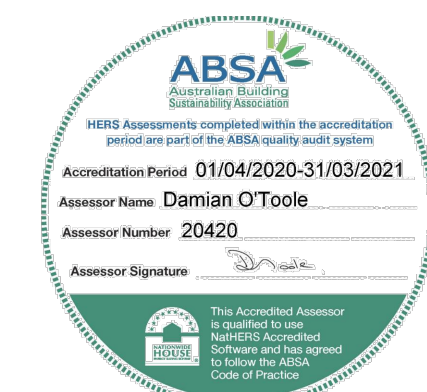 ABSA
Australian Building
Sustainability Association
HERS Assessments completed within the accreditation
period are part of the ABSA quality audit system
Accreditation Period 01/04/2020-31/03/2021
Assessor Name Damian O'Toole
Assessor Number 20420
Assessor Signature
This Accredited Assessor
is qualified to use
NatHERS Accredited
Software and has agreed
to follow the ABSA
Code of Practice
NATIONWIDE
HOUSE